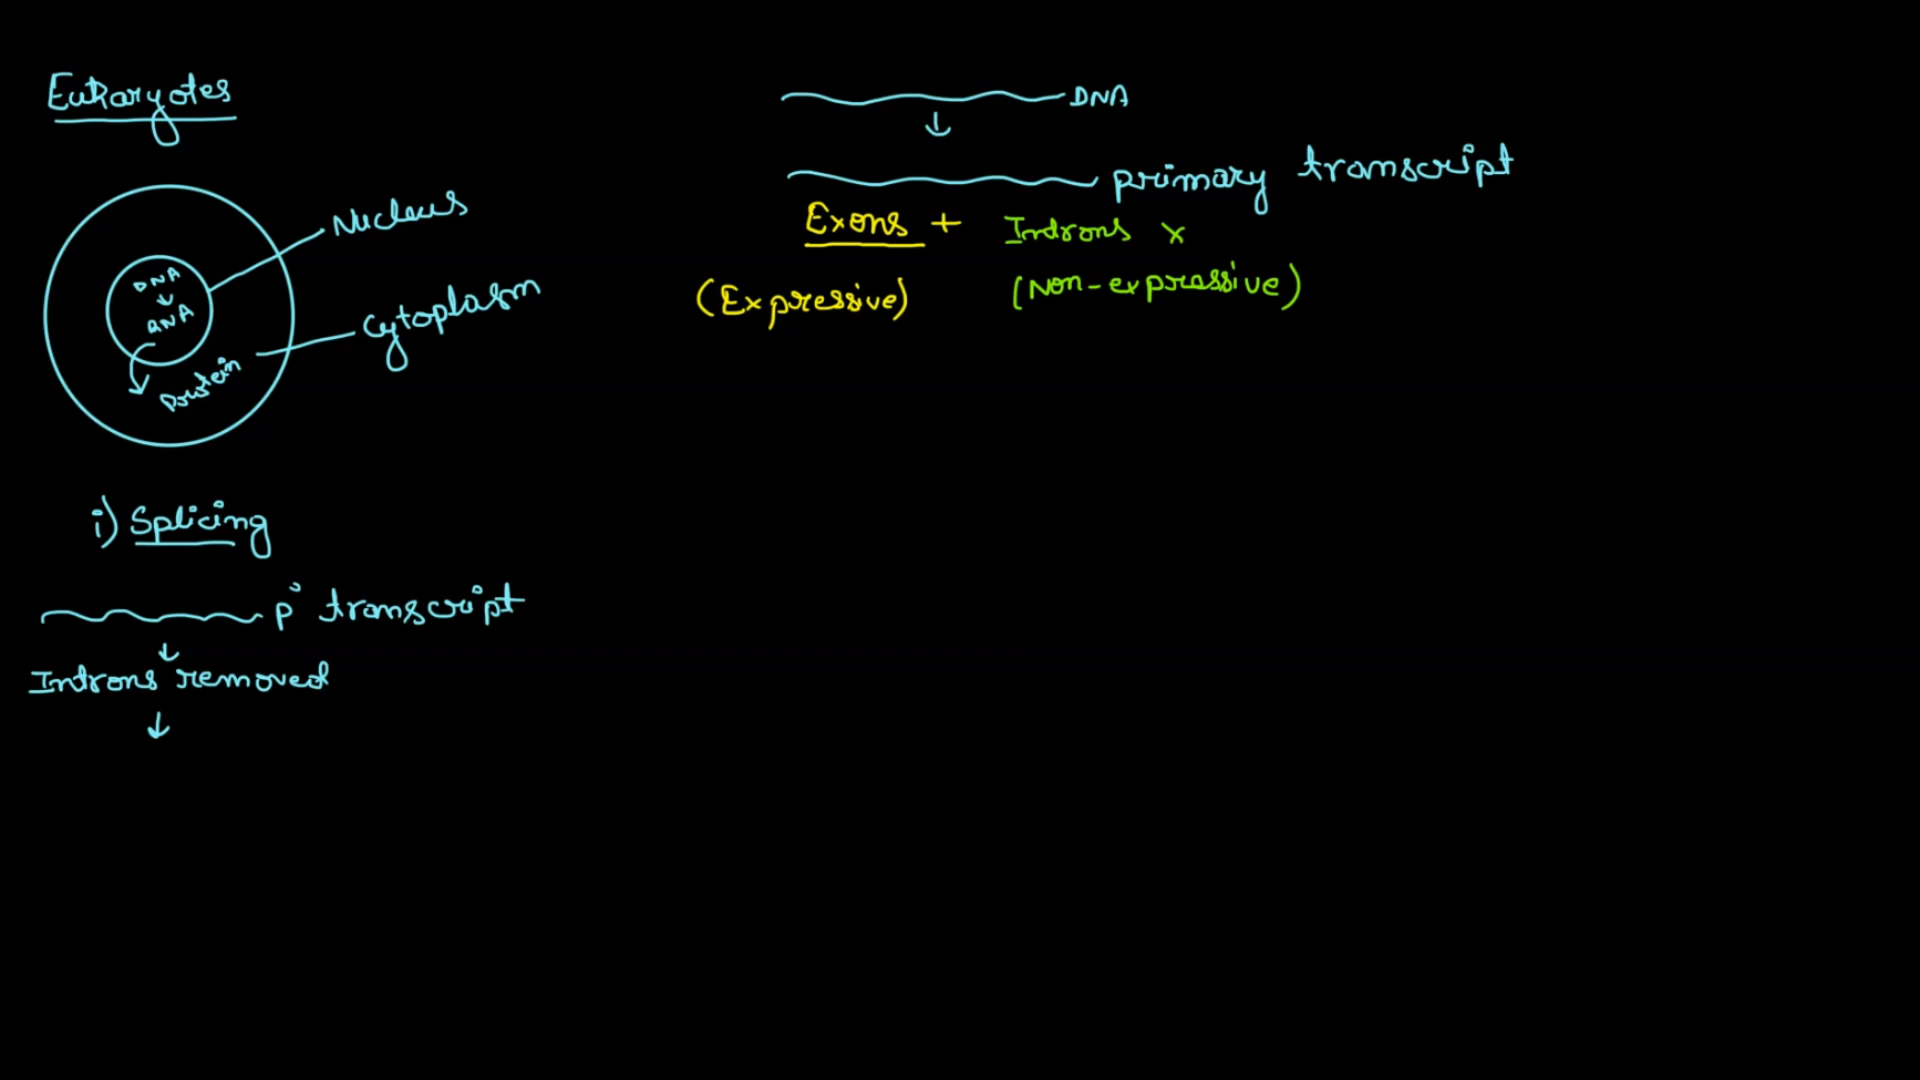 Eukaryotes
Nucleus
Cytoplasm
DNA
↓
RNA
Protein
i) Splicing
p° transcript
↓
Introns removed
↓
DNA
↓
primary transcript
Exons + Introns x
(Expressive) (Non-expressive)